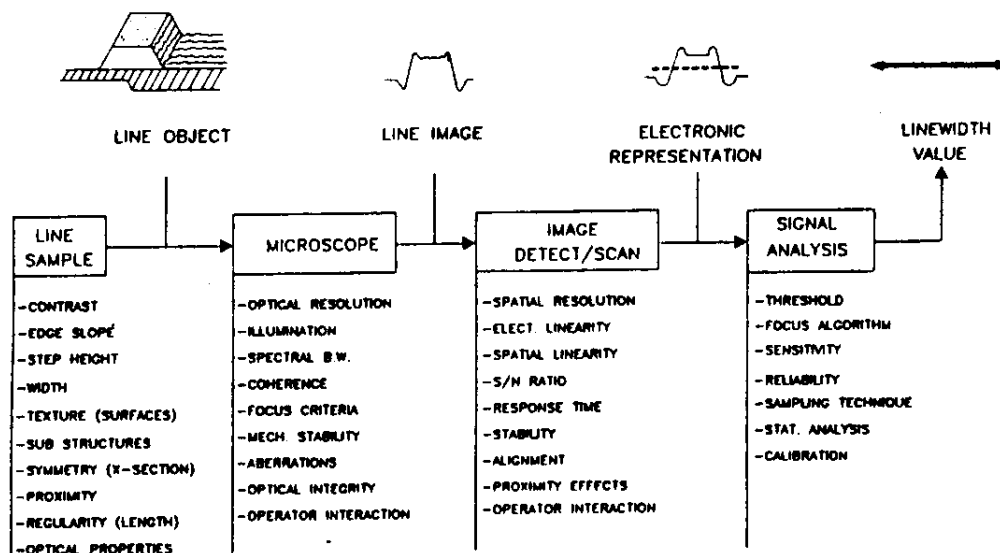 LINE OBJECT
LINE IMAGE
ELECTRONIC
REPRESENTATION
LINEWIDTH
VALUE
LINE
SAMPLE
-CONTRAST
-EDGE SLOPE
-STEP HEIGHT
-WIDTH
-TEXTURE (SURFACES)
-SUB STRUCTURES
-SYMMETRY (X-SECTION)
-PROXIMITY
-REGULARITY (LENGTH)
-OPTICAL PROPERTIES
MICROSCOPE
-OPTICAL RESOLUTION
-ILLUMINATION
-SPECTRAL B.W.
-COHERENCE
-FOCUS CRITERIA
-MECH. STABILITY
-ABERRATIONS
-OPTICAL INTEGRITY
-OPERATOR INTERACTION
IMAGE
DETECT/SCAN
-SPATIAL RESOLUTION
-ELECT. LINEARITY
-SPATIAL LINEARITY
-S/N RATIO
-RESPONSE TIME
-STABILITY
-ALIGNMENT
-PROXIMITY EFFECTS
-OPERATOR INTERACTION
SIGNAL
ANALYSIS
-THRESHOLD
-FOCUS ALGORITHM
-SENSITIVITY
-RELIABILITY
-SAMPLING TECHNIQUE
-STAT. ANALYSIS
-CALIBRATION